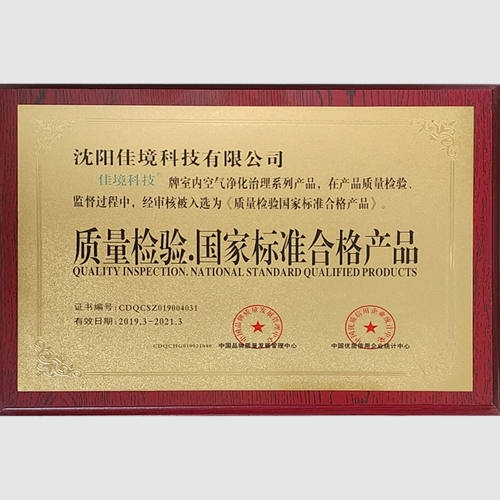 沈阳佳境科技有限公司
佳境科技® 牌室内空气净化治理系列产品，在产品质量检验、
监督过程中，经审核被入选为《质量检验国家标准合格产品》。
质量检验.国家标准合格产品
QUALITY INSPECTION. NATIONAL STANDARD QUALIFIED PRODUCTS
证书编号：CDQCSZ019004031
有效日期：2019.3-2021.3
中国品牌质量发展管理中心
中国优质信用企业统计中心